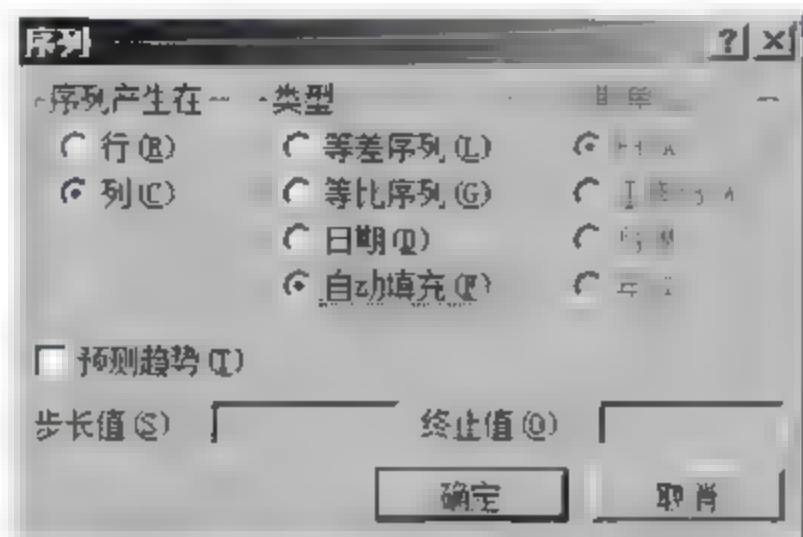 序列
序列产生在 类型
行(R) 等差序列(L)
列(C) 等比序列(G)
日期(D)
自动填充(F)
预测趋势(T)
步长值(S) 终止值(O)
确定 取消